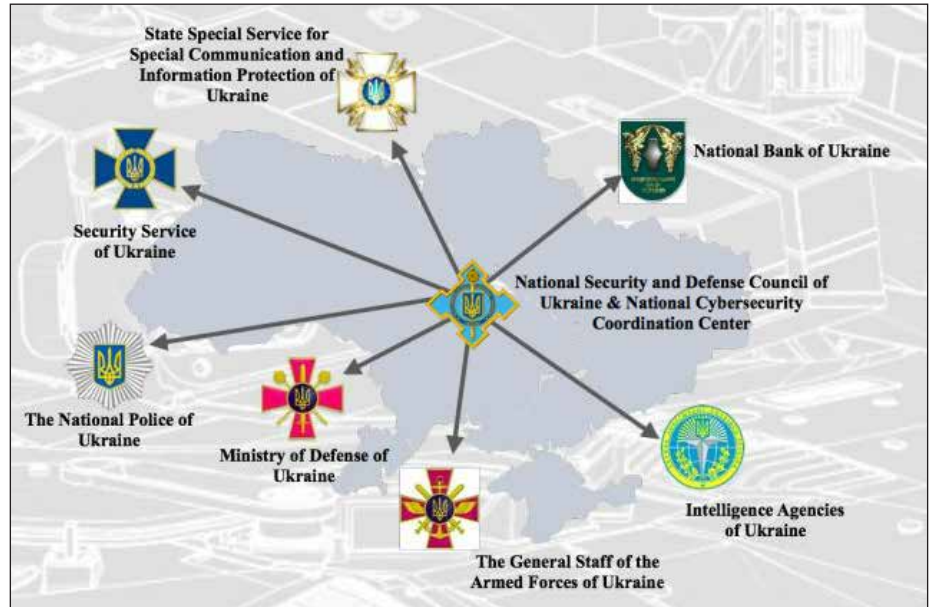 State Special Service for
Special Communication and
Information Protection of
Ukraine
National Bank of Ukraine
Security Service
of Ukraine
National Security and Defense Council of
Ukraine & National Cybersecurity
Coordination Center
The National Police of
Ukraine
Ministry of Defense of
Ukraine
Intelligence Agencies
of Ukraine
The General Staff of the
Armed Forces of Ukraine